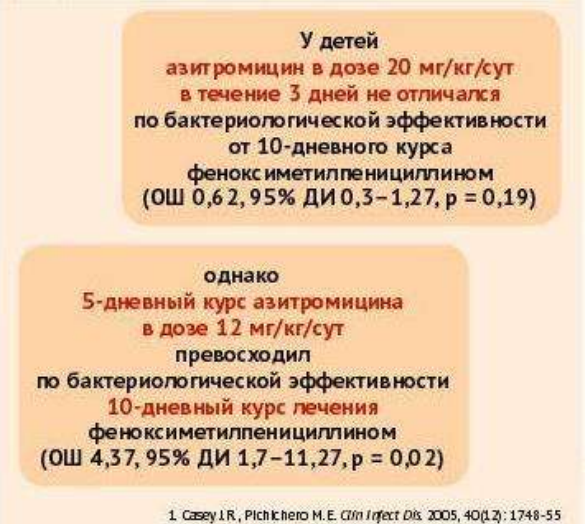 У детей
азитромицин в дозе 20 мг/кг/сут
в течение 3 дней не отличался
по бактериологической эффективности
от 10-дневного курса
феноксиметилпенициллином
(ОШ 0,62, 95% ДИ 0,3–1,27, р = 0,19)
однако
5-дневный курс азитромицина
в дозе 12 мг/кг/сут
превосходил
по бактериологической эффективности
10-дневный курс лечения
феноксиметилпенициллином
(ОШ 4,37, 95% ДИ 1,7–11,27, р = 0,02)
1. Casey J.R., Pichichero M.E. Clin Infect Dis. 2005, 40(12): 1748-55